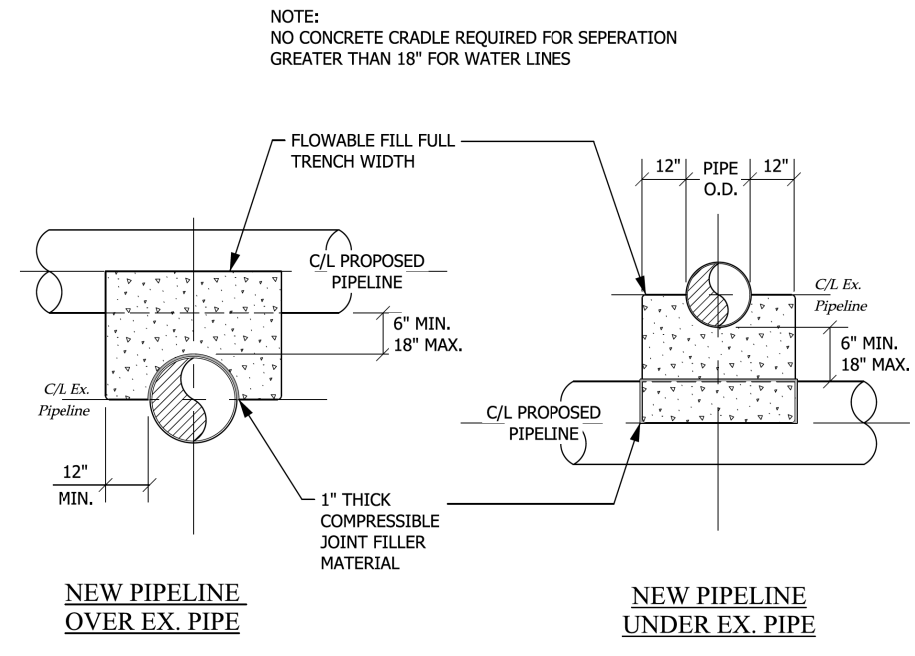 NOTE:
NO CONCRETE CRADLE REQUIRED FOR SEPERATION
GREATER THAN 18" FOR WATER LINES
FLOWABLE FILL FULL
TRENCH WIDTH
12"
PIPE
O.D.
12"
C/L PROPOSED
PIPELINE
C/L Ex.
Pipeline
6" MIN.
18" MAX.
6" MIN.
18" MAX.
C/L Ex.
Pipeline
C/L PROPOSED
PIPELINE
12"
MIN.
1" THICK
COMPRESSIBLE
JOINT FILLER
MATERIAL
NEW PIPELINE
OVER EX. PIPE
NEW PIPELINE
UNDER EX. PIPE